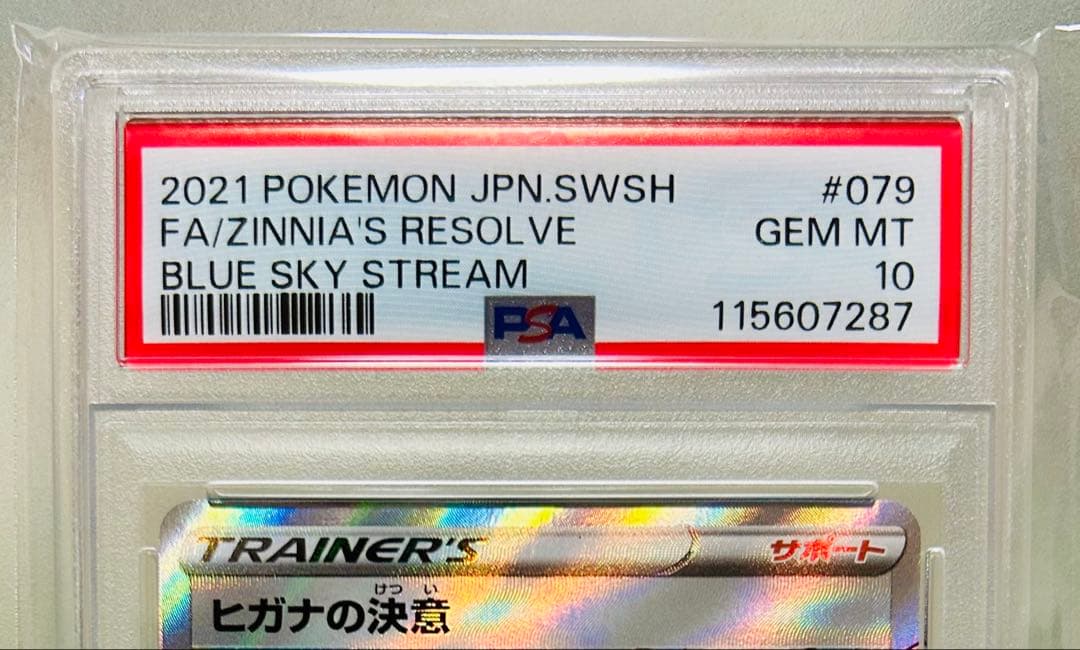 2021 POKEMON JPN.SWSH #079
FA/ZINNIA'S RESOLVE GEM MT
BLUE SKY STREAM 10
PSA 115607287
TRAINER'S サポート
けつ い
ヒガナの決意